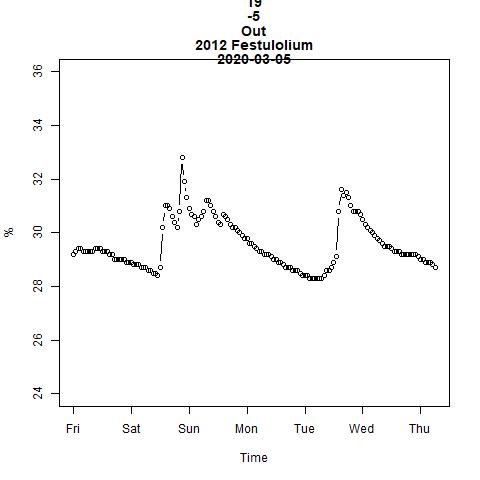 19
-5
Out
2012 Festulolium
2020-03-05
36
34
32
30
28
26
24
%
Fri Sat Sun Mon Tue Wed Thu
Time